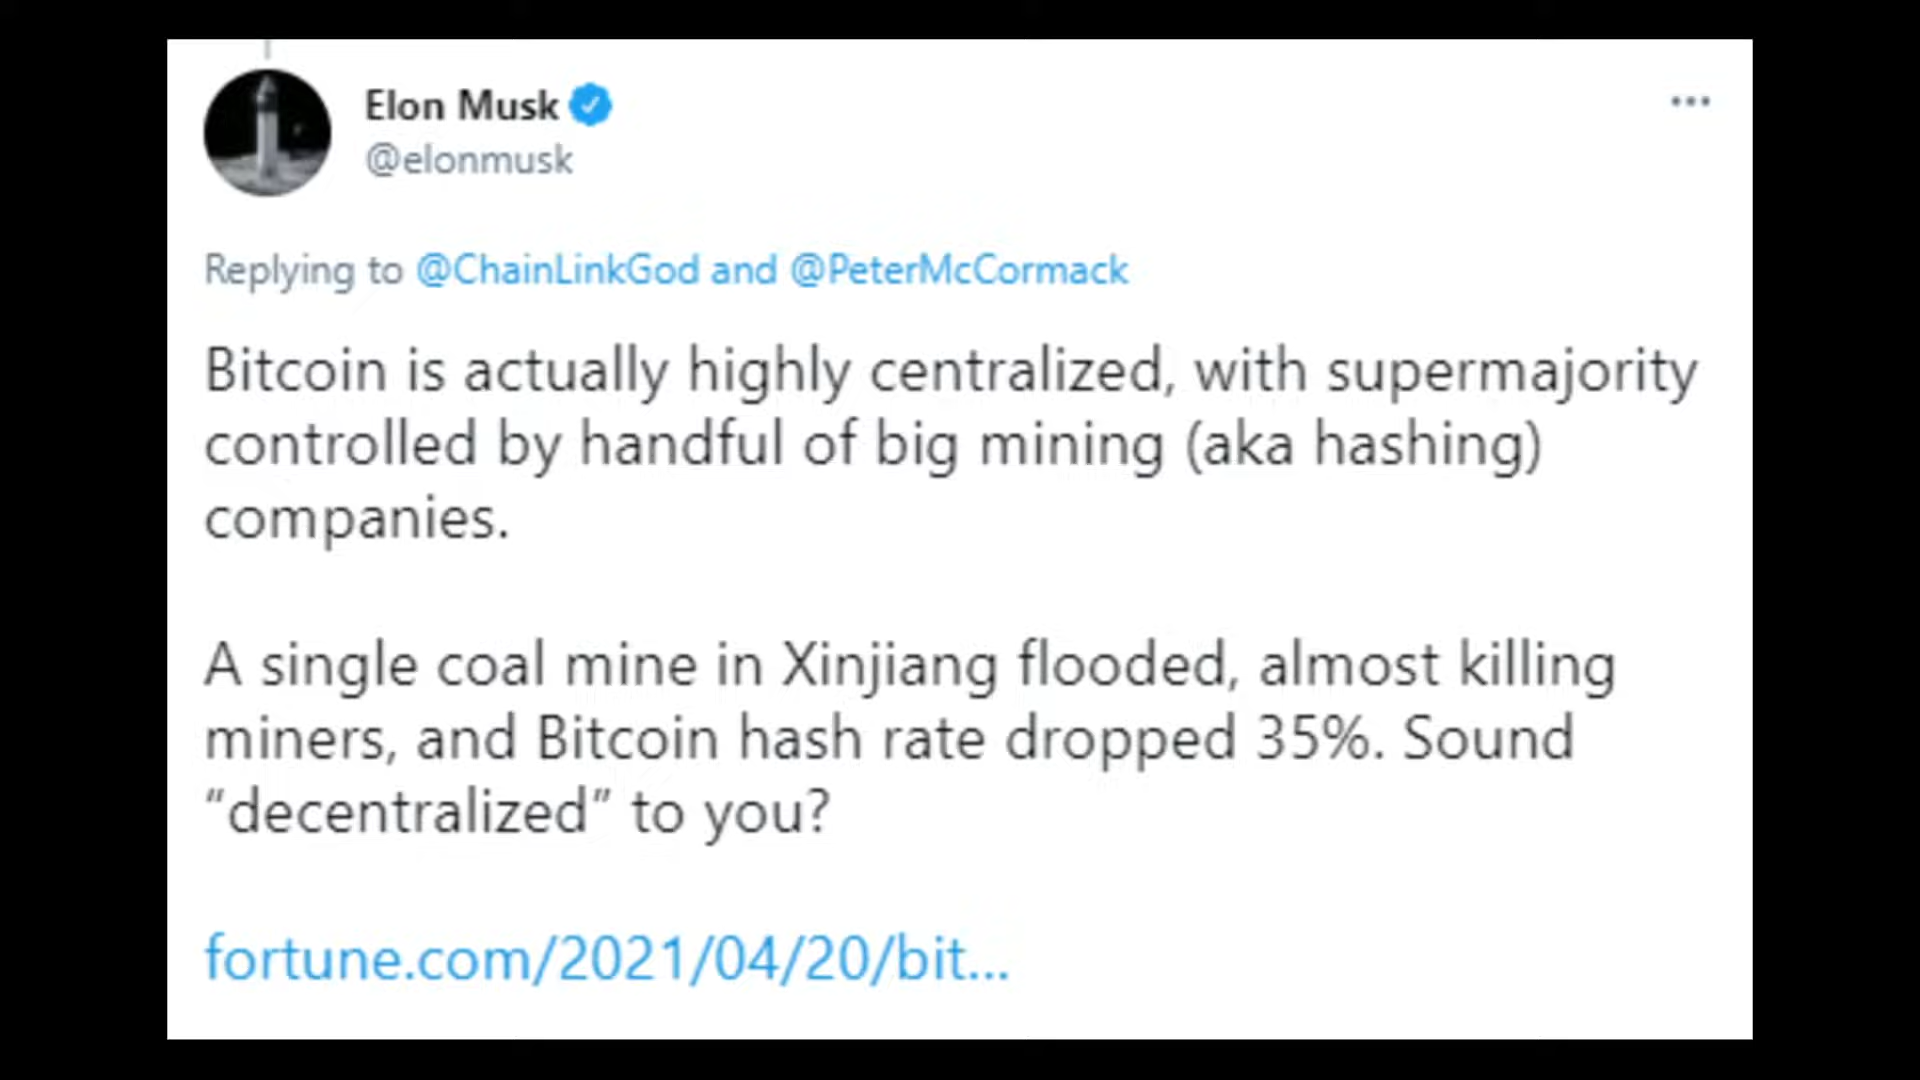 Elon Musk
@elonmusk
Replying to @ChainLinkGod and @PeterMcCormack
Bitcoin is actually highly centralized, with supermajority
controlled by handful of big mining (aka hashing)
companies.
A single coal mine in Xinjiang flooded, almost killing
miners, and Bitcoin hash rate dropped 35%. Sound
“decentralized” to you?
fortune.com/2021/04/20/bit...